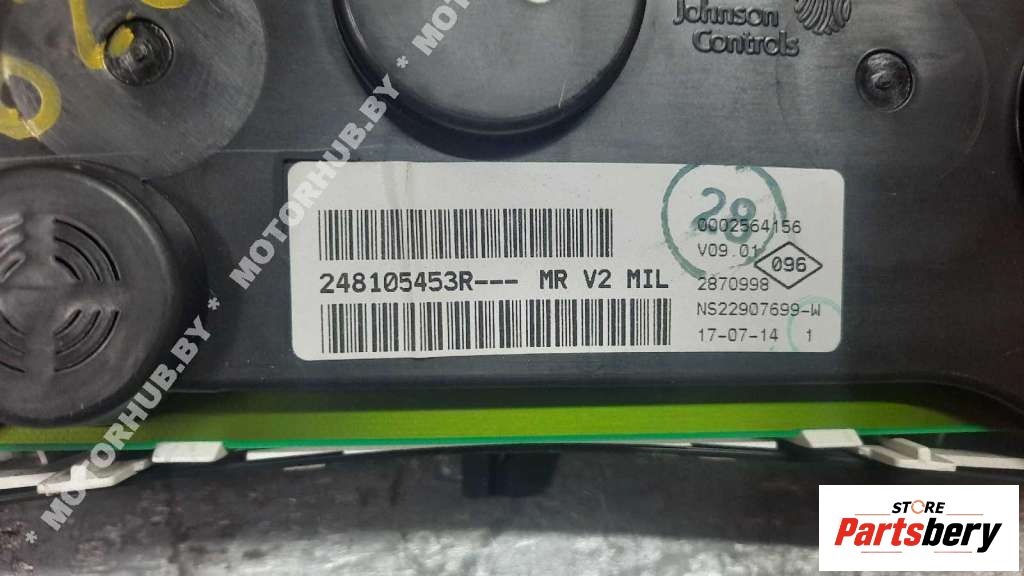 Johnson
Controls
29
0002564156
V09.01
096
248105453R--- MR V2 MIL
2870998
NS22907699-W
17-07-14 1
* MOTORHUB.BY * MOTORHUB.BY * MOTORHUB.BY *
STORE
Partsbery